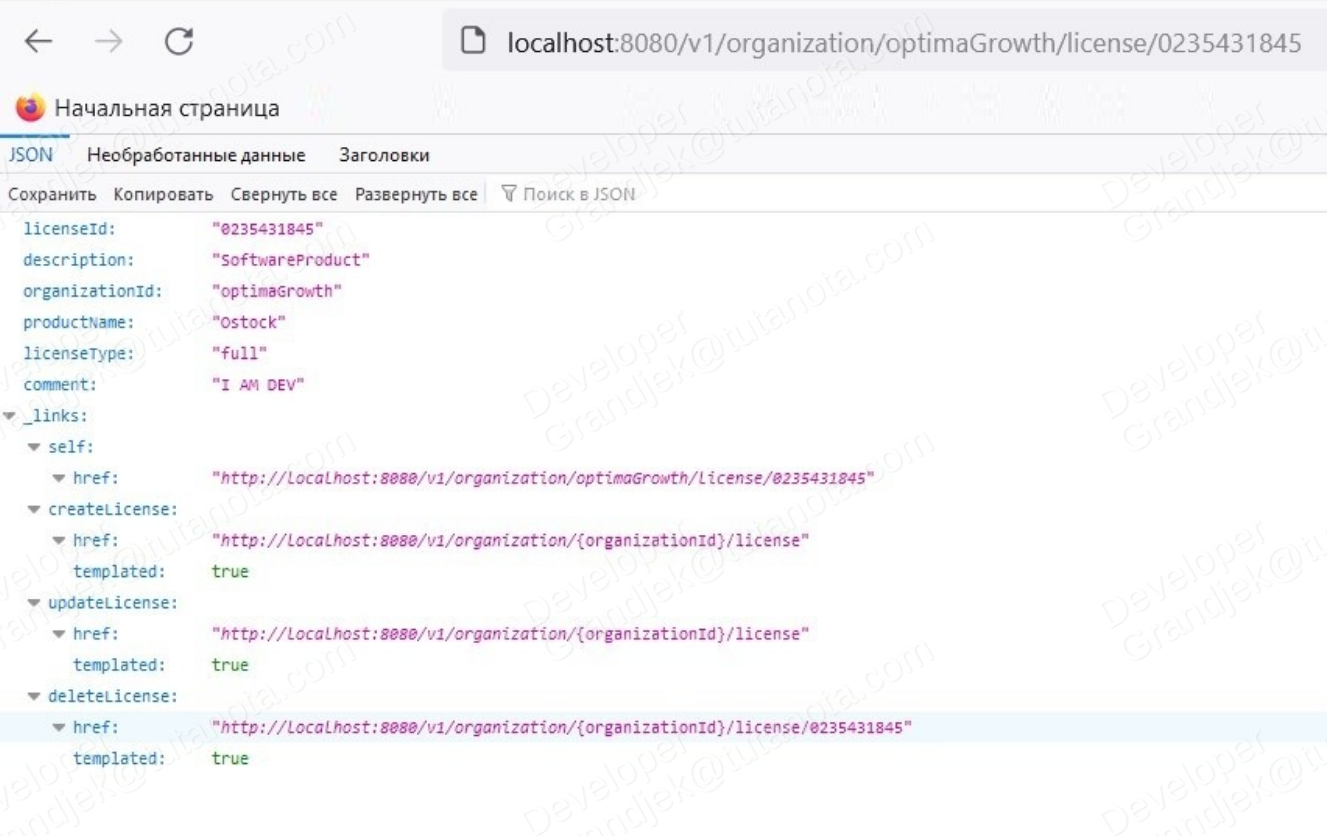 localhost:8080/v1/organization/optimaGrowth/license/0235431845
Начальная страница
JSON Необработанные данные Заголовки
Сохранить Копировать Свернуть все Развернуть все Поиск в JSON
licenseId: "0235431845"
description: "SoftwareProduct"
organizationId: "optimaGrowth"
productName: "Ostock"
licenseType: "full"
comment: "I AM DEV"
_links:
self:
href: "http://localhost:8080/v1/organization/optimaGrowth/license/0235431845"
createLicense:
href: "http://localhost:8080/v1/organization/{organizationId}/license"
templated: true
updateLicense:
href: "http://localhost:8080/v1/organization/{organizationId}/license"
templated: true
deleteLicense:
href: "http://localhost:8080/v1/organization/{organizationId}/license/0235431845"
templated: true
Developer
Grandjek@tutanota.com